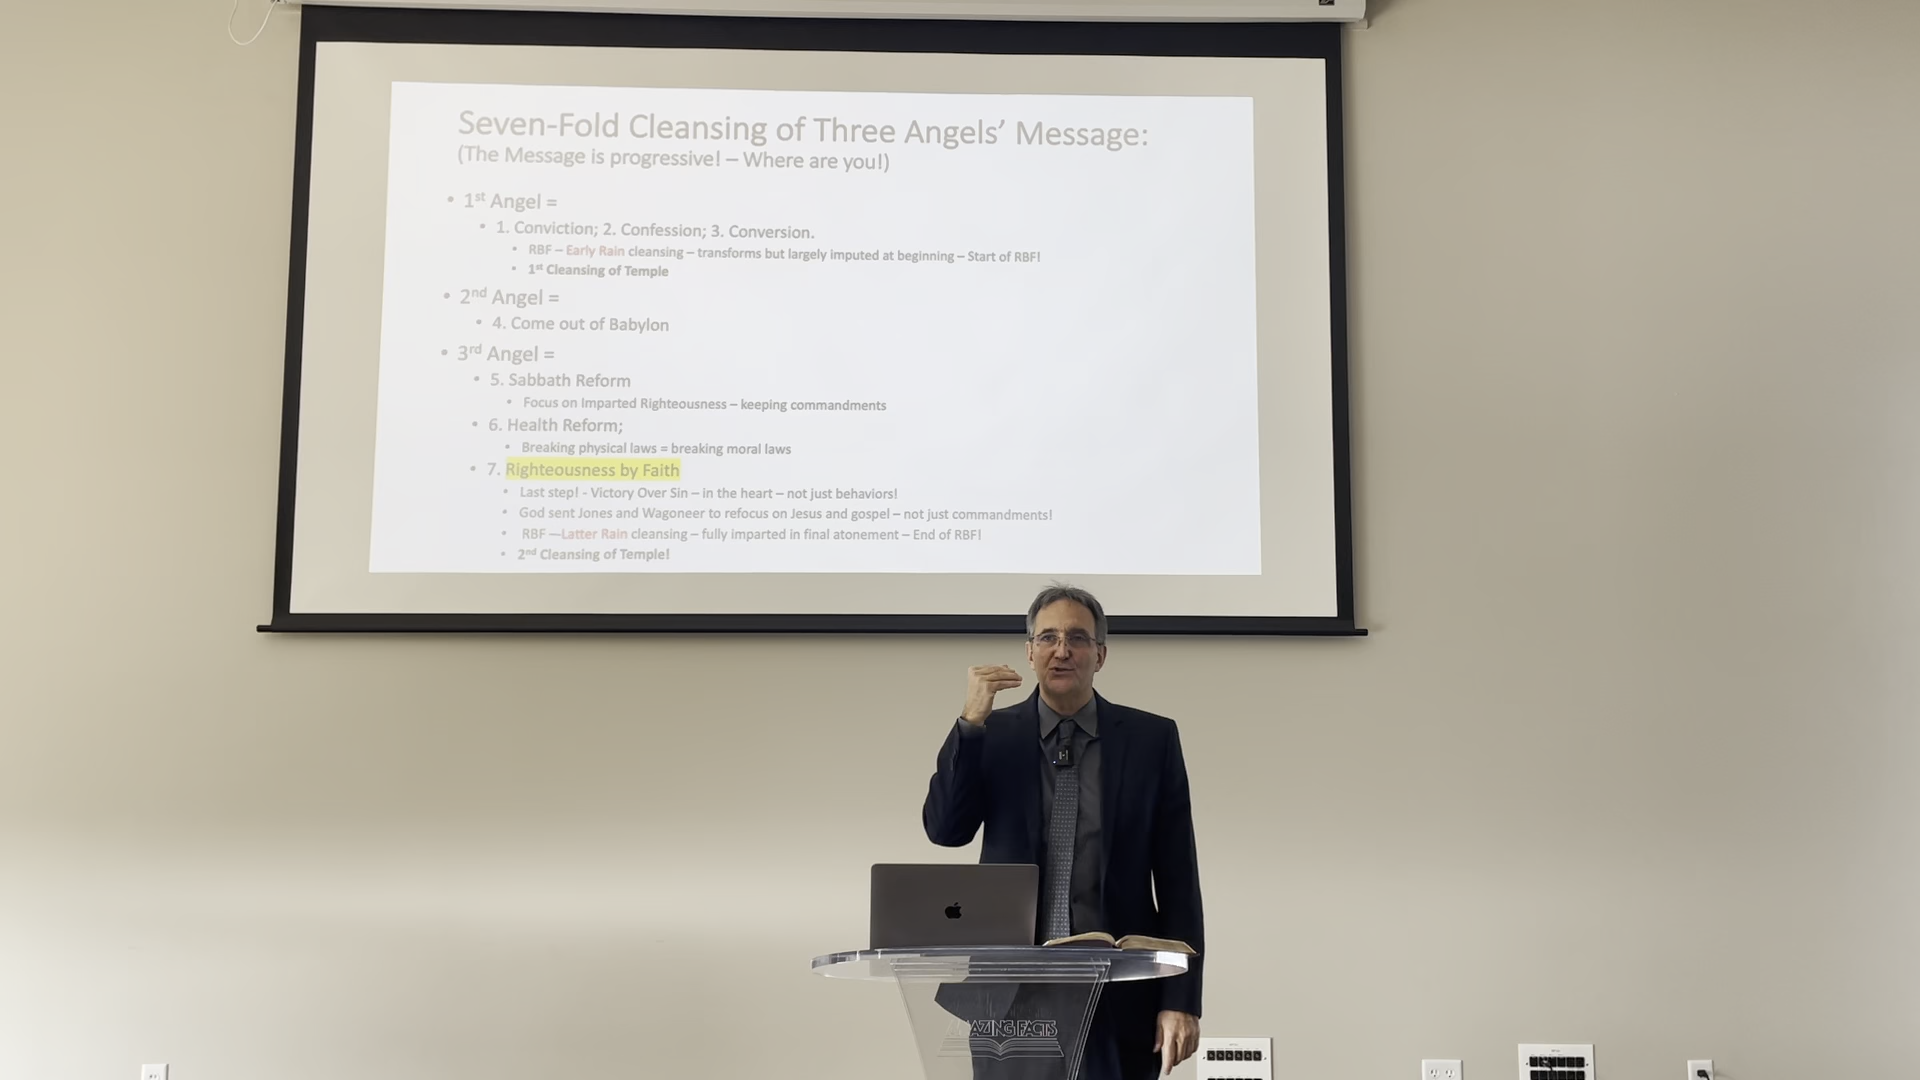 Seven-Fold Cleansing of Three Angels' Message:
(The Message is progressive! – Where are you!)
• 1st Angel =
• 1. Conviction; 2. Confession; 3. Conversion.
• RBF – Early Rain cleansing – transforms but largely imputed at beginning – Start of RBF!
• 1st Cleansing of Temple
• 2nd Angel =
• 4. Come out of Babylon
• 3rd Angel =
• 5. Sabbath Reform
• Focus on Imparted Righteousness – keeping commandments
• 6. Health Reform;
• Breaking physical laws = breaking moral laws
• 7. Righteousness by Faith
• Last step! - Victory Over Sin – in the heart – not just behaviors!
• God sent Jones and Wagoneer to refocus on Jesus and gospel – not just commandments!
• RBF —Latter Rain cleansing – fully imparted in final atonement – End of RBF!
• 2nd Cleansing of Temple!
AMAZING FACTS